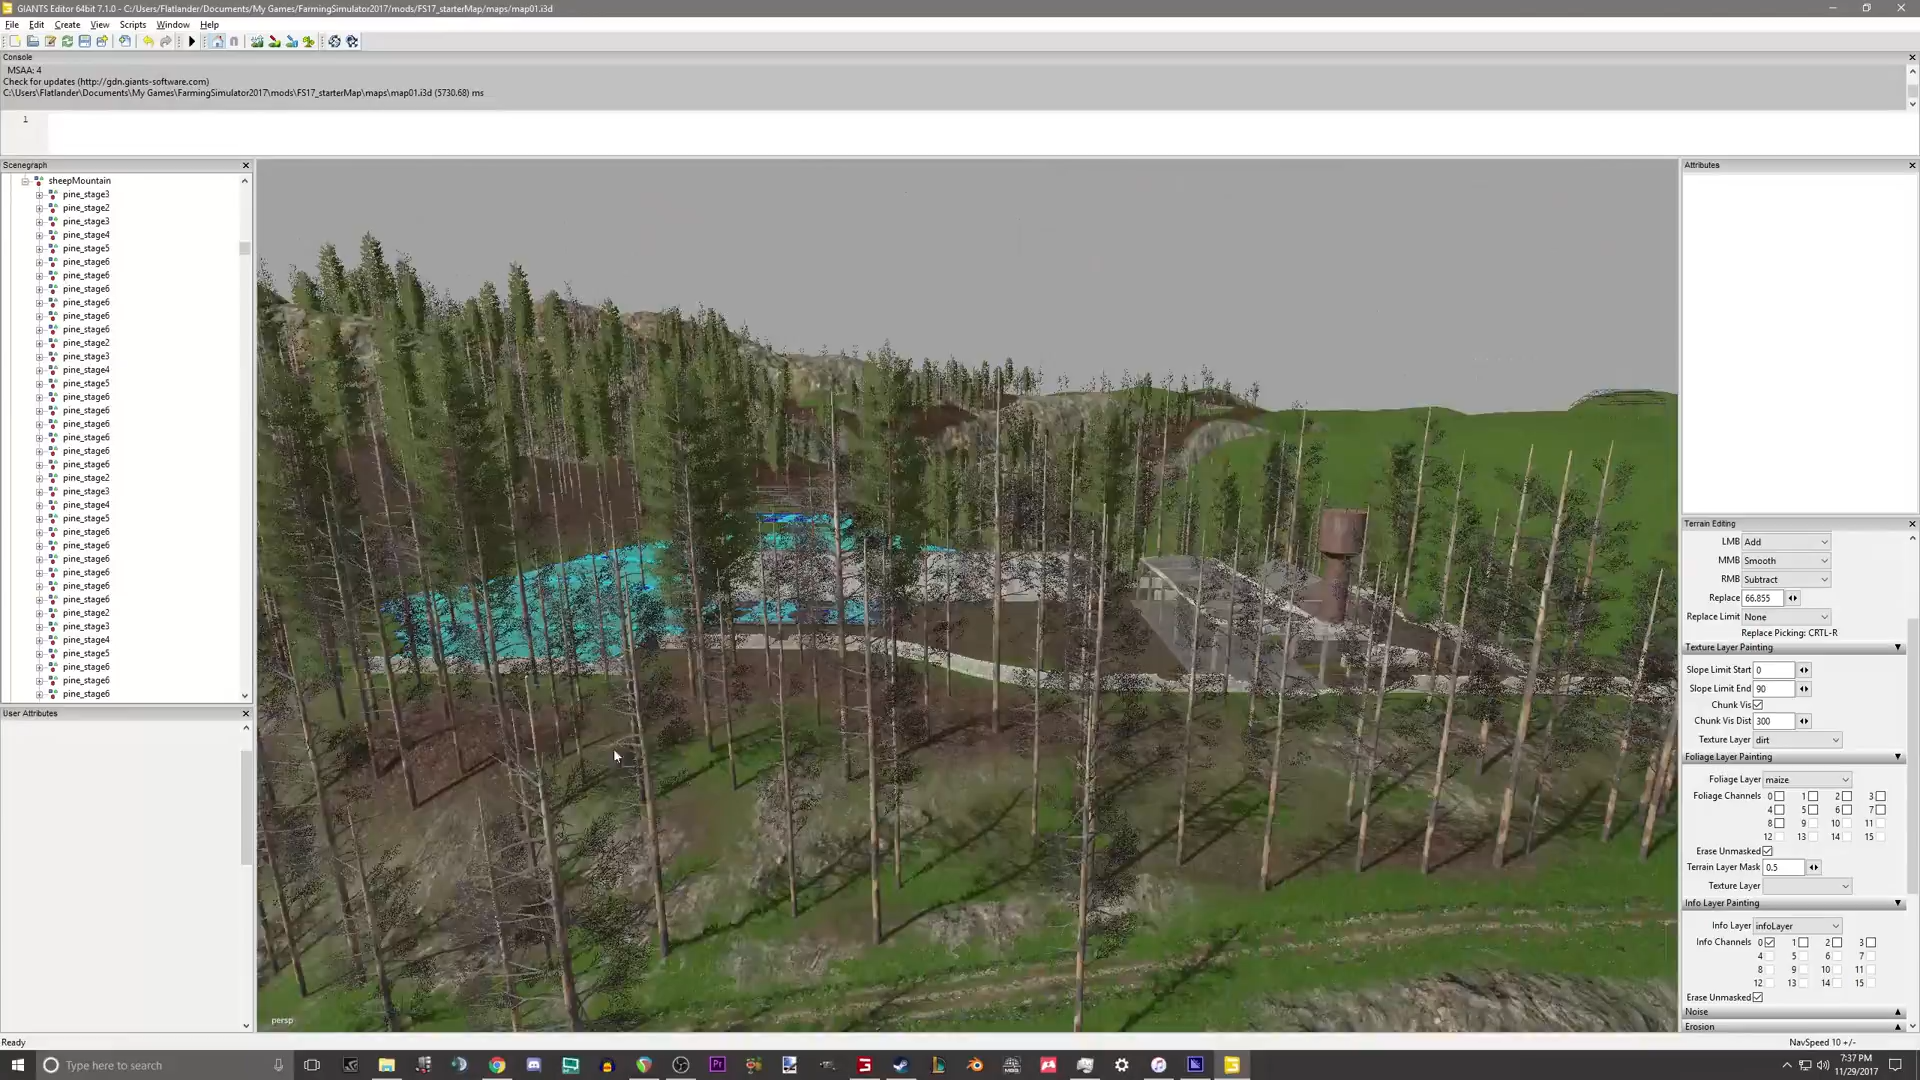 GIANTS Editor 64bit 7.1.0 - C:/Users/Flatlander/Documents/My Games/FarmingSimulator2017/mods/FS17_starterMap/maps/map01.i3d
File Edit Create View Scripts Window Help
Console
MSAA: 4
Check for updates (http://gdn.giants-software.com)
C:\Users\Flatlander\Documents\My Games\FarmingSimulator2017\mods\FS17_starterMap\maps\map01.i3d (5730.68) ms
1
Scenegraph
sheepMountain
pine_stage3
pine_stage2
pine_stage3
pine_stage4
pine_stage5
pine_stage6
pine_stage6
pine_stage6
pine_stage6
pine_stage6
pine_stage6
pine_stage2
pine_stage3
pine_stage4
pine_stage5
pine_stage6
pine_stage6
pine_stage6
pine_stage6
pine_stage6
pine_stage6
pine_stage2
pine_stage3
pine_stage4
pine_stage5
pine_stage6
pine_stage6
pine_stage6
pine_stage6
pine_stage6
pine_stage6
pine_stage2
pine_stage3
pine_stage4
pine_stage5
pine_stage6
pine_stage6
pine_stage6
User Attributes
persp
Attributes
Terrain Editing
LMB Add
MMB Smooth
RMB Subtract
Replace 66.855
Replace Limit None
Replace Picking: CRTL-R
Texture Layer Painting
Slope Limit Start 0
Slope Limit End 90
Chunk Vis
Chunk Vis Dist 300
Texture Layer dirt
Foliage Layer Painting
Foliage Layer maize
Foliage Channels 0 1 2 3
4 5 6 7
8 9 10 11
12 13 14 15
Erase Unmasked
Terrain Layer Mask 0.5
Texture Layer
Info Layer Painting
Info Layer infoLayer
Info Channels 0 1 2 3
4 5 6 7
8 9 10 11
12 13 14 15
Erase Unmasked
Noise
Erosion
Ready
NavSpeed 10 +/-
Type here to search
7:37 PM
11/29/2017